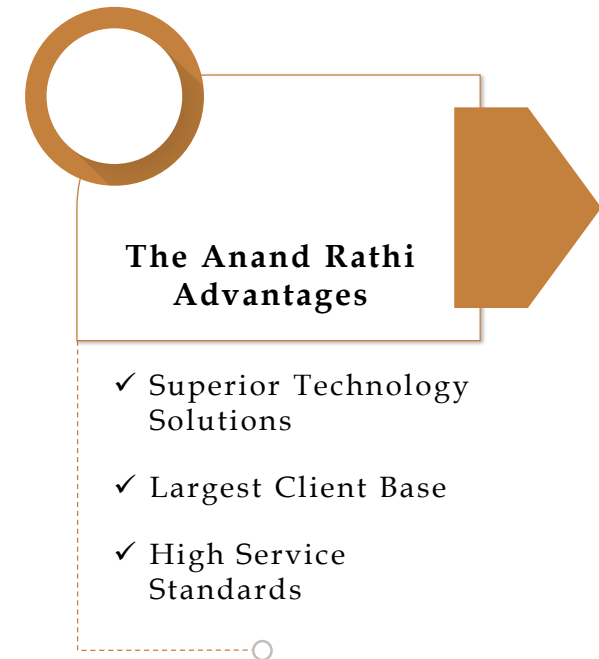 The Anand Rathi
Advantages
✓ Superior Technology
Solutions
✓ Largest Client Base
✓ High Service
Standards